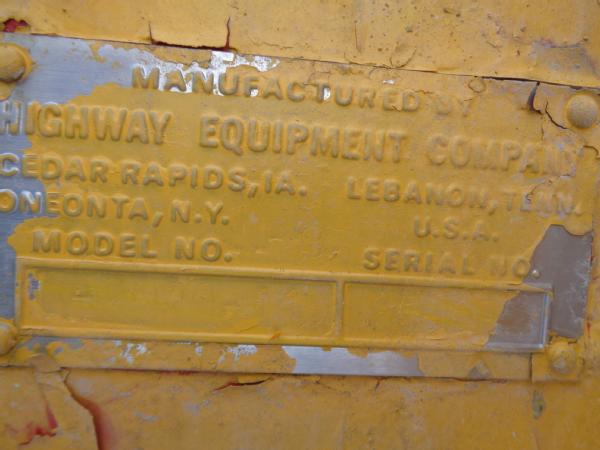 MANUFACTURED BY
HIGHWAY EQUIPMENT COMPANY
CEDAR RAPIDS, IA. LEBANON, TENN.
ONEONTA, N.Y. U.S.A.
MODEL NO. SERIAL NO.